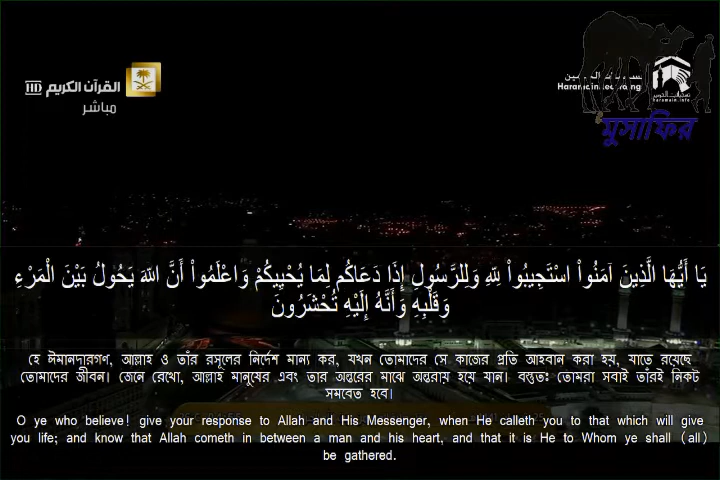 القرآن الكريم HD
مباشر
haramain.info
মুসাফির
يَا أَيُّهَا الَّذِينَ آمَنُواْ اسْتَجِيبُواْ لِلّهِ وَلِلرَّسُولِ إِذَا دَعَاكُم لِمَا يُحْيِيكُمْ وَاعْلَمُواْ أَنَّ اللّهَ يَحُولُ بَيْنَ الْمَرْءِ
وَقَلْبِهِ وَأَنَّهُ إِلَيْهِ تُحْشَرُونَ
হে ঈমানদারগণ, আল্লাহ ও তাঁর রসূলের নির্দেশ মান্য কর, যখন তোমাদের সে কাজের প্রতি আহবান করা হয়, যাতে রয়েছে
তোমাদের জীবন। জেনে রেখো, আল্লাহ মানুষের এবং তার অন্তরের মাঝে অন্তরায় হয়ে যান। বস্তুতঃ তোমরা সবাই তাঁরই নিকট
সমবেত হবে।
O ye who believe! give your response to Allah and His Messenger, when He calleth you to that which will give
you life; and know that Allah cometh in between a man and his heart, and that it is He to Whom ye shall (all)
be gathered.